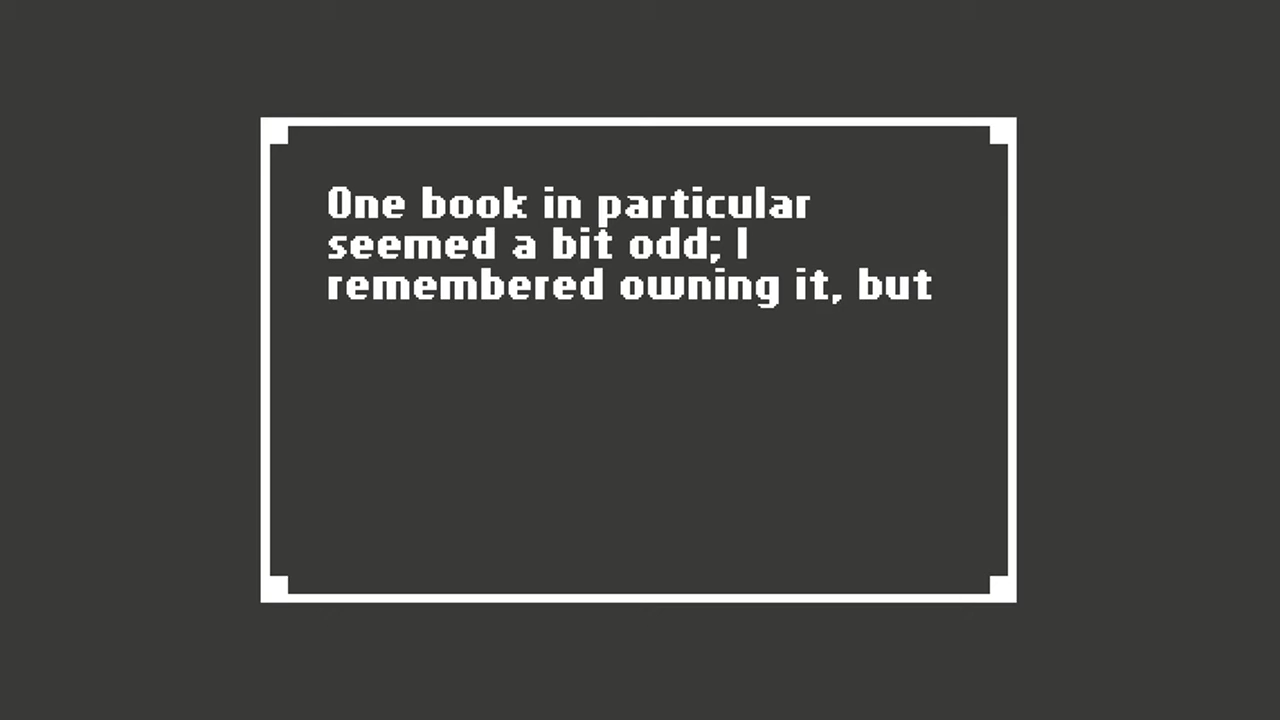 One book in particular
seemed a bit odd; I
remembered owning it, but